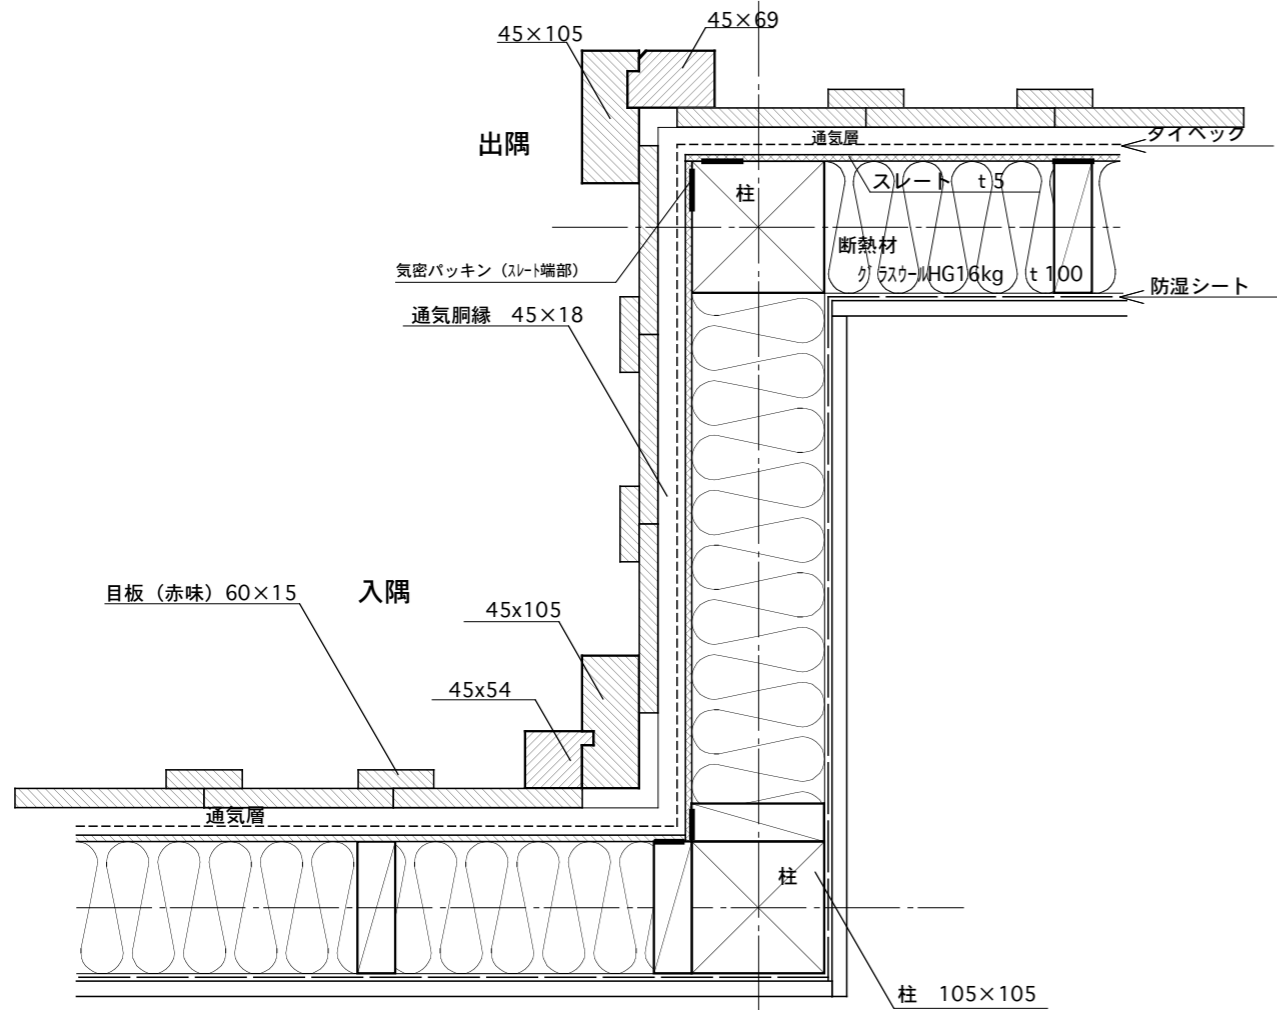 45×69
45×105
出隅
通気層
タイベック
スレート t 5
柱
断熱材
グラスウールHG16kg t 100
気密パッキン（スレート端部）
防湿シート
通気胴縁 45×18
目板（赤味）60×15
入隅
45x105
45x54
通気層
柱
柱 105×105